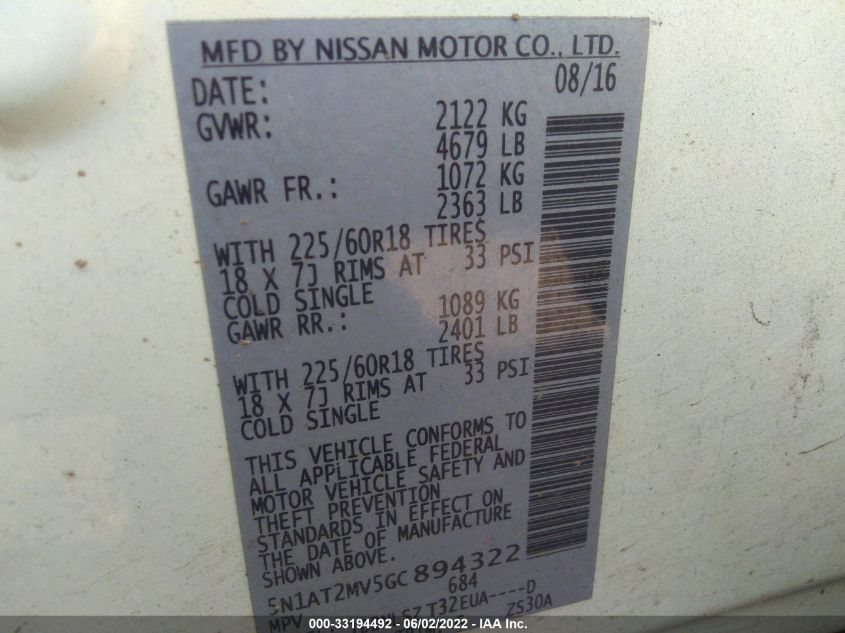 MFD BY NISSAN MOTOR CO., LTD.
DATE: 08/16
GVWR: 2122 KG
4679 LB
GAWR FR.: 1072 KG
2363 LB
WITH 225/60R18 TIRES
18 X 7J RIMS AT 33 PSI
COLD SINGLE
GAWR RR.: 1089 KG
2401 LB
WITH 225/60R18 TIRES
18 X 7J RIMS AT 33 PSI
COLD SINGLE
THIS VEHICLE CONFORMS TO
ALL APPLICABLE FEDERAL
MOTOR VEHICLE SAFETY AND
THEFT PREVENTION
STANDARDS IN EFFECT ON
THE DATE OF MANUFACTURE
SHOWN ABOVE.
5N1AT2MV5GC894322
684
MPV T32EUA----D
ZS30A
000-33194492 - 06/02/2022 - IAA Inc.